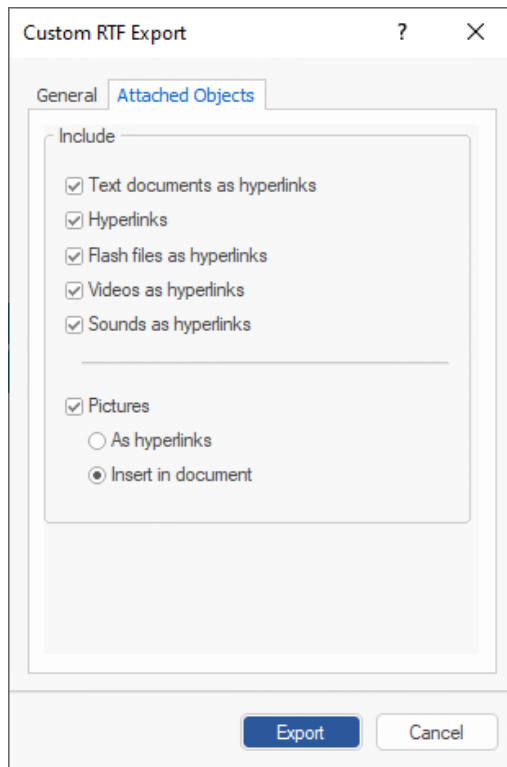 Custom RTF Export ?
General Attached Objects
Include
Text documents as hyperlinks
Hyperlinks
Flash files as hyperlinks
Videos as hyperlinks
Sounds as hyperlinks
Pictures
As hyperlinks
Insert in document
Export Cancel